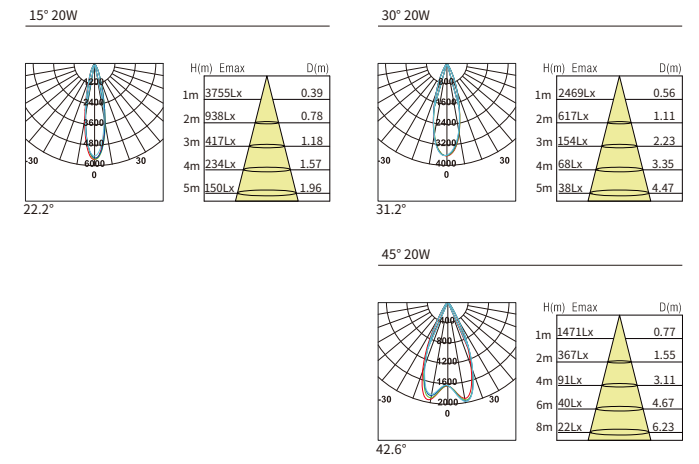 15° 20W
1200
2400
3600
4800
6000
-30
30
0
22.2°
H(m) Emax D(m)
1m 3755Lx 0.39
2m 938Lx 0.78
3m 417Lx 1.18
4m 234Lx 1.57
5m 150Lx 1.96
30° 20W
800
1600
2400
3200
4000
-30
30
0
31.2°
H(m) Emax D(m)
1m 2469Lx 0.56
2m 617Lx 1.11
3m 154Lx 2.23
4m 68Lx 3.35
5m 38Lx 4.47
45° 20W
400
800
1200
1600
2000
-30
30
0
42.6°
H(m) Emax D(m)
1m 1471Lx 0.77
2m 367Lx 1.55
4m 91Lx 3.11
6m 40Lx 4.67
8m 22Lx 6.23